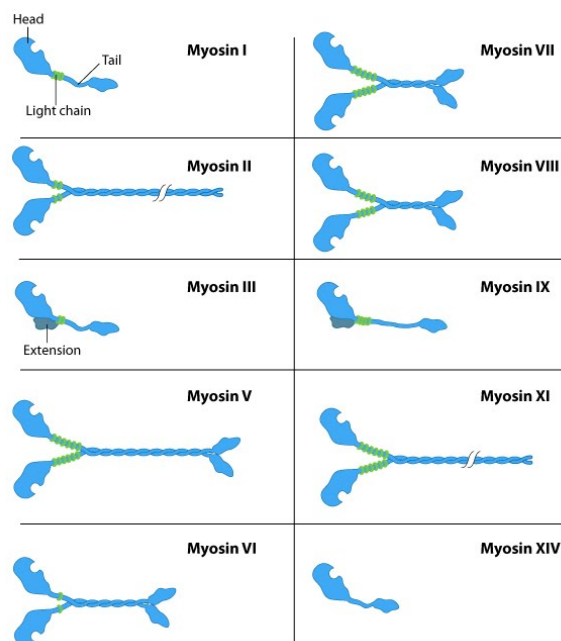 Head
Myosin I
Tail
Light chain
Myosin VII
Myosin II
Myosin VIII
Myosin III
Extension
Myosin IX
Myosin V
Myosin XI
Myosin VI
Myosin XIV